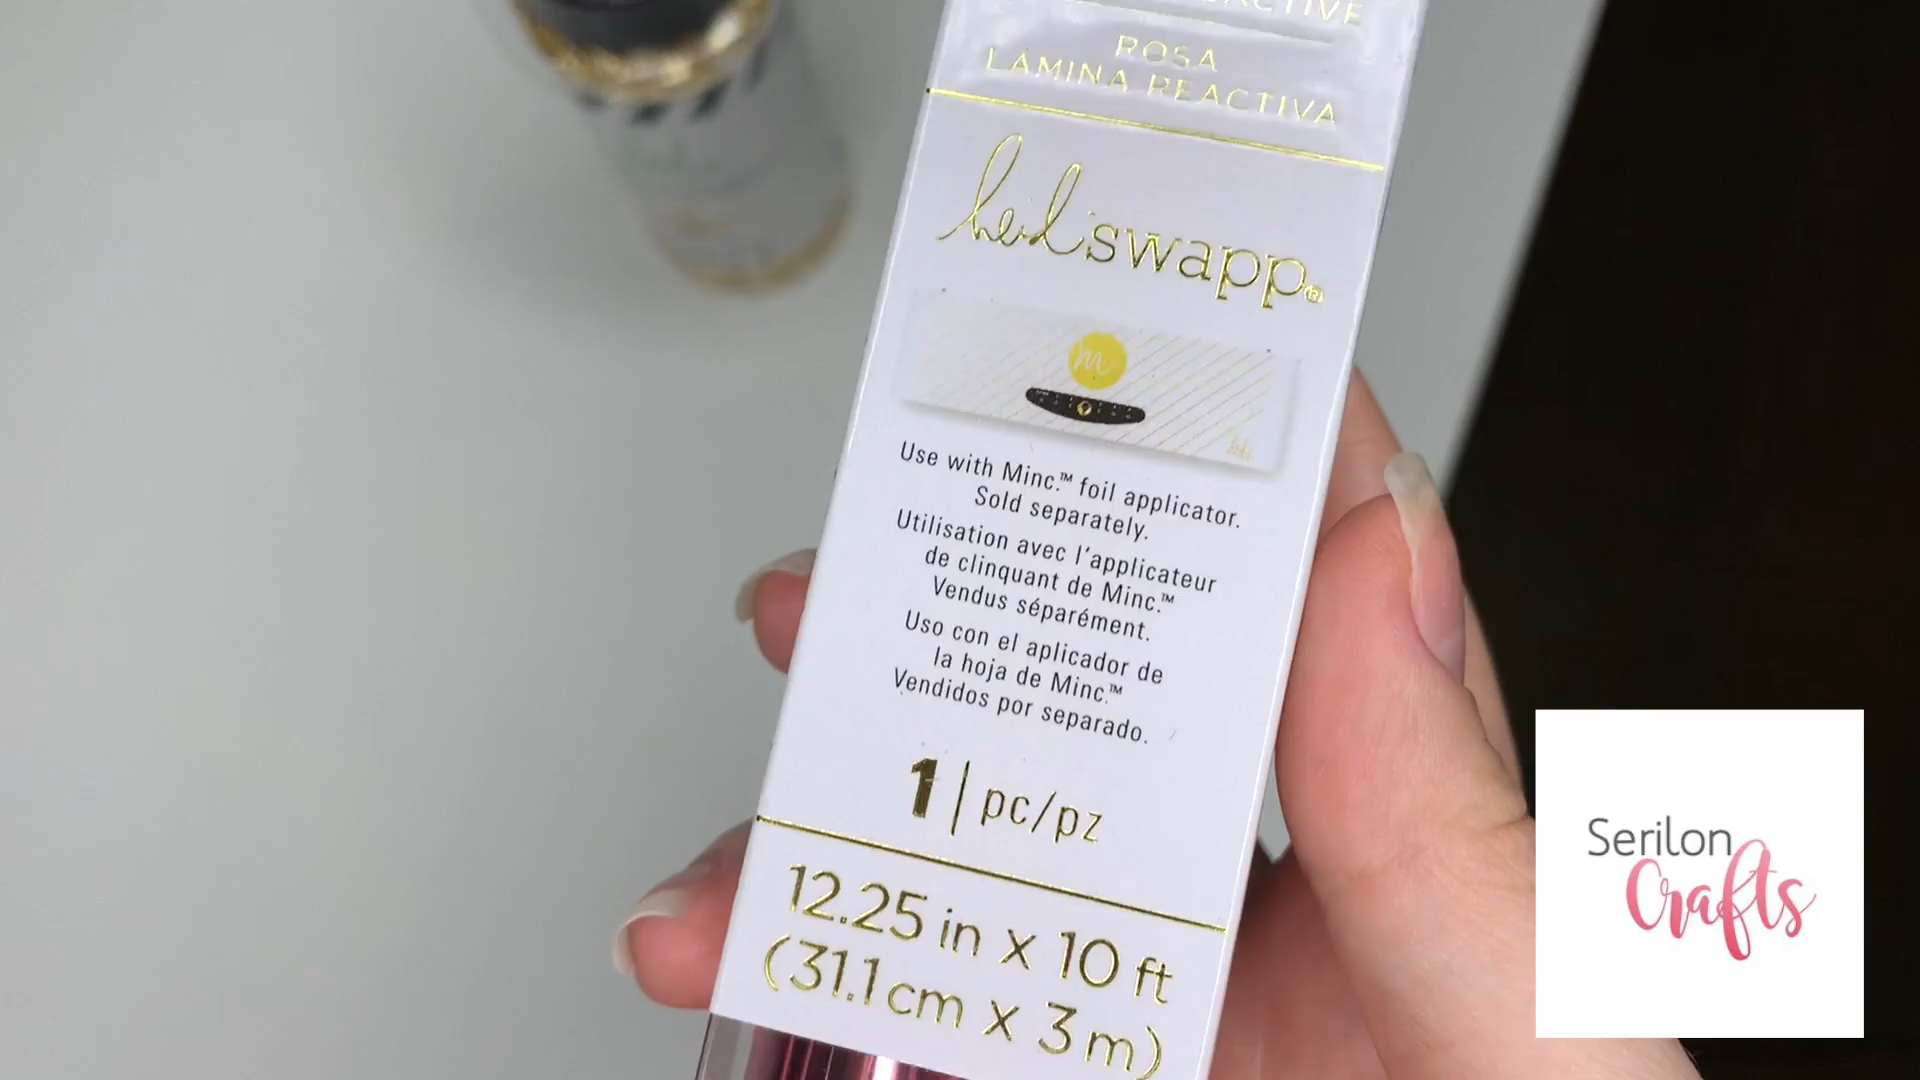 ROSA
LÁMINA REACTIVA
heidi swapp®
m
Use with Minc.™ foil applicator.
Sold separately.
Utilisation avec l'applicateur
de clinquant de Minc.™
Vendus séparément.
Uso con el aplicador de
la hoja de Minc.™
Vendidos por separado.
1 | pc/pz
12.25 in x 10 ft
(31.1 cm x 3 m)
Serilon
Crafts